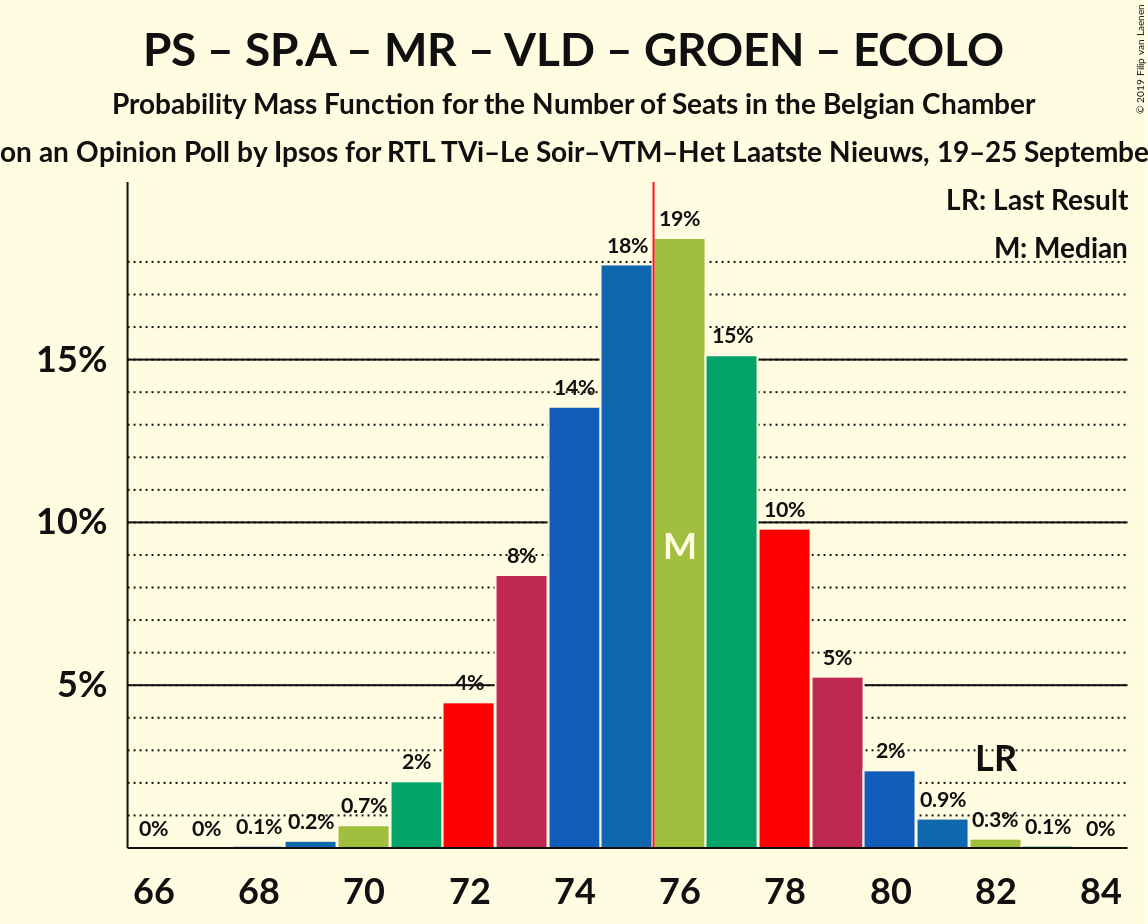 PS – SP.A – MR – VLD – GROEN – ECOLO
Probability Mass Function for the Number of Seats in the Belgian Chamber
on an Opinion Poll by Ipsos for RTL TVi–Le Soir–VTM–Het Laatste Nieuws, 19–25 Septembe
© 2019 Filip van Laenen
LR: Last Result
M: Median
15%
10%
5%
0% 0% 0.1% 0.2% 0.7% 2% 4% 8% 14% 18% 19% 15% 10% 5% 2% 0.9% 0.3% 0.1% 0%
M
LR
66 68 70 72 74 76 78 80 82 84